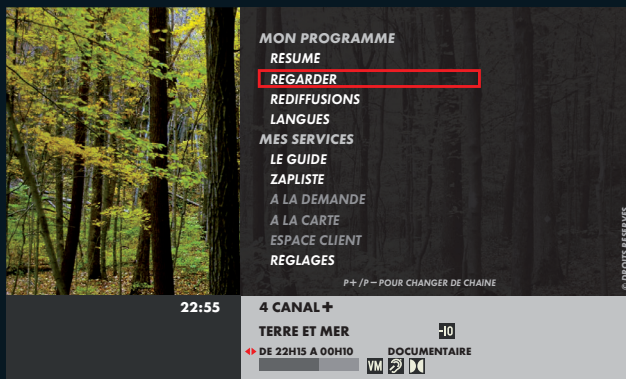 MON PROGRAMME
RESUME
REGARDER
REDIFFUSIONS
LANGUES
MES SERVICES
LE GUIDE
ZAPLISTE
A LA DEMANDE
A LA CARTE
ESPACE CLIENT
REGLAGES
P+ /P– POUR CHANGER DE CHAINE
© DROITS RESERVES
22:55
4 CANAL+
TERRE ET MER -10
DE 22H15 A 00H10 DOCUMENTAIRE
VM